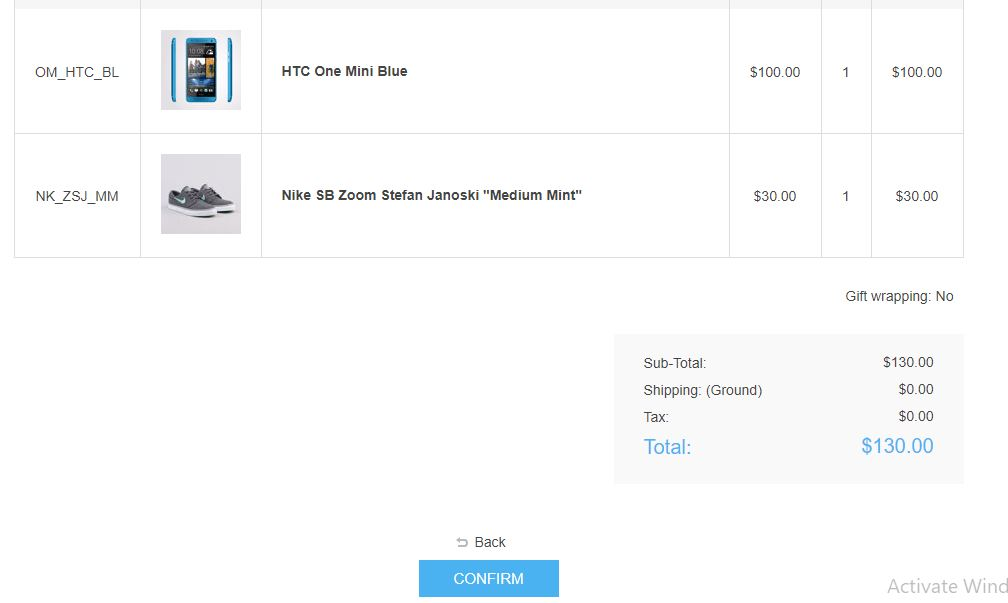 OM_HTC_BL HTC One Mini Blue $100.00 1 $100.00
NK_ZSJ_MM Nike SB Zoom Stefan Janoski "Medium Mint" $30.00 1 $30.00
Gift wrapping: No
Sub-Total: $130.00
Shipping: (Ground) $0.00
Tax: $0.00
Total: $130.00
Back
CONFIRM
Activate Wind